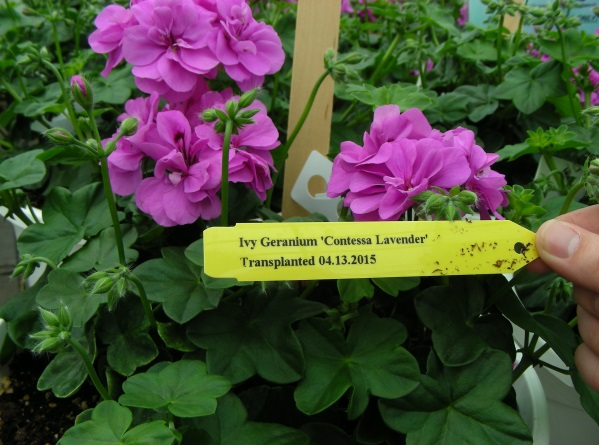 Ivy Geranium 'Contessa Lavender'
Transplanted 04.13.2015